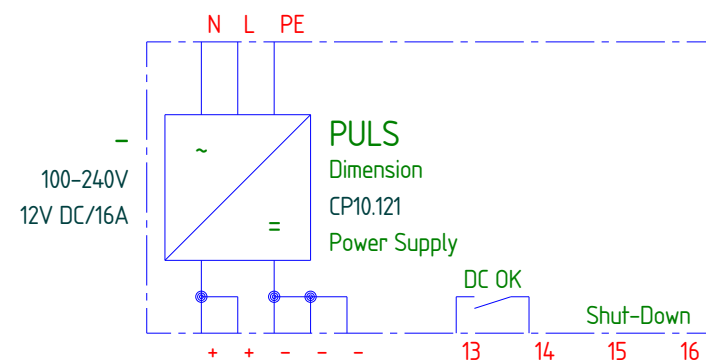 N L PE
–
100-240V
12V DC/16A
~
=
PULS
Dimension
CP10.121
Power Supply
DC OK
Shut-Down
+ + - - - 13 14 15 16